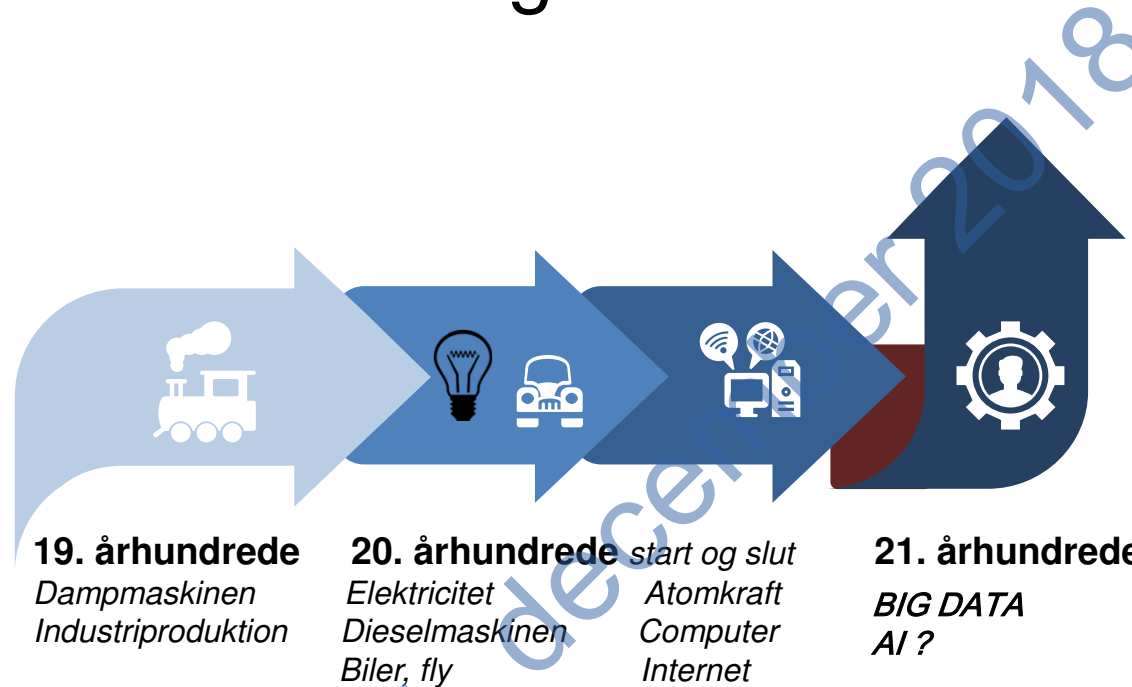 december 2018
19. århundrede
Dampmaskinen
Industriproduktion
20. århundrede start og slut
Elektricitet
Dieselmaskinen
Biler, fly
Atomkraft
Computer
Internet
21. århundrede
BIG DATA
AI ?